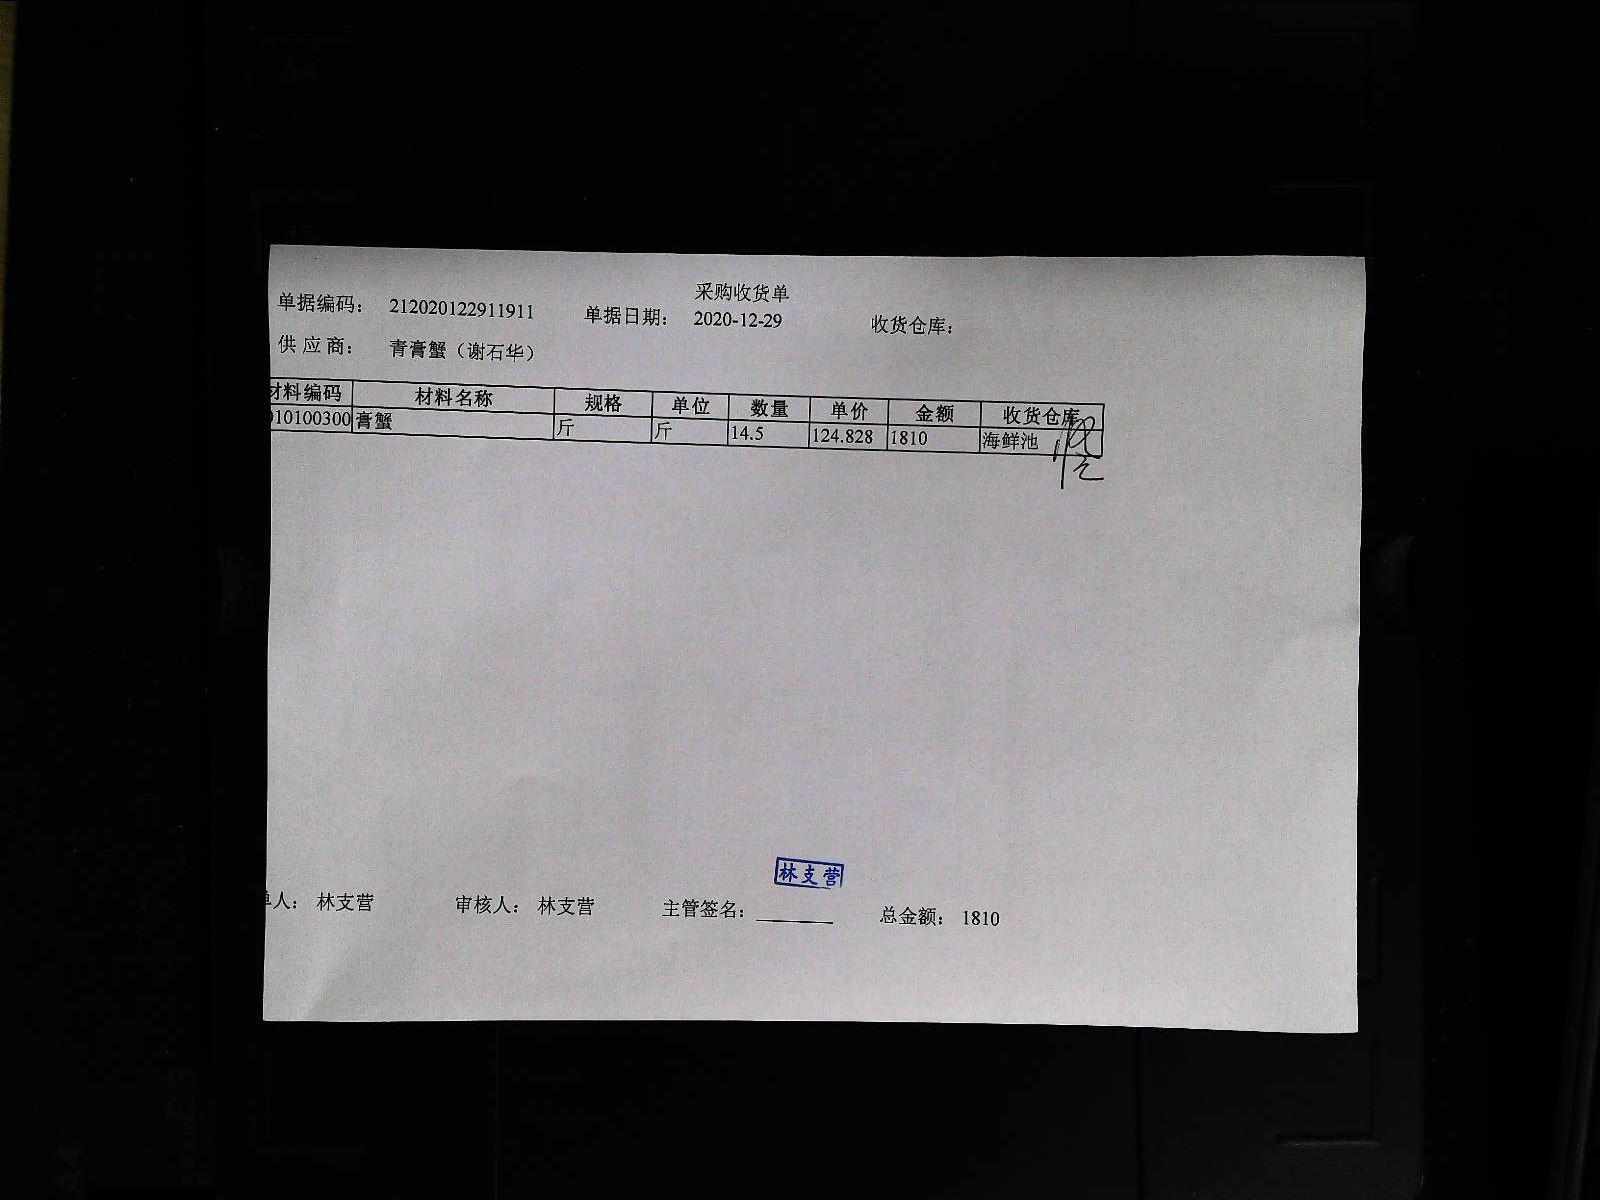 采购收货单
单据编码： 212020122911911 单据日期： 2020-12-29 收货仓库：
供 应 商： 青膏蟹（谢石华）
材料编码 材料名称 规格 单位 数量 单价 金额 收货仓库
010100300 膏蟹 斤 斤 14.5 124.828 1810 海鲜池
林支营
单人： 林支营 审核人： 林支营 主管签名： 总金额： 1810